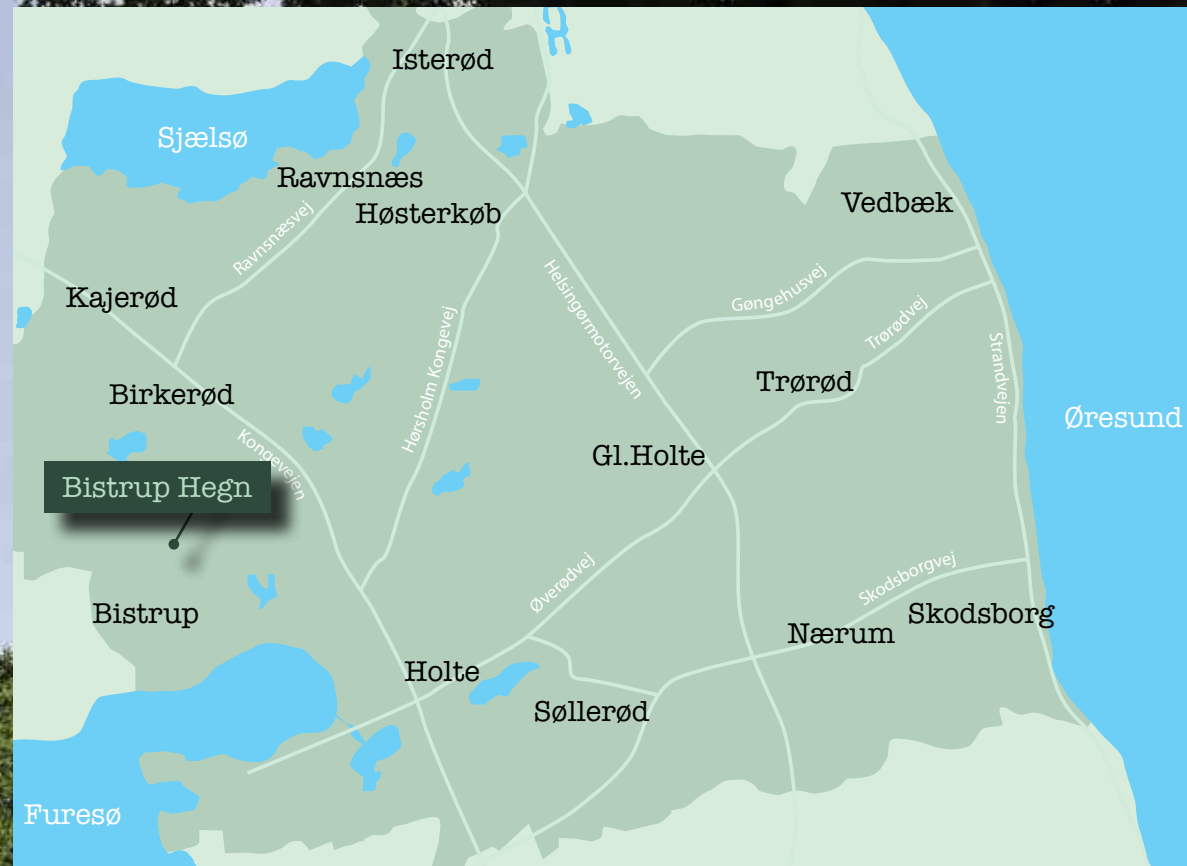 Isterød
Sjælsø
Ravnsnæs
Høsterkøb
Vedbæk
Ravnsnæsvej
Kajerød
Helsingørmotorvejen
Gøngehusvej
Trørødvej
Hørsholm Kongevej
Strandvejen
Birkerød
Trørød
Øresund
Kongevejen
Gl.Holte
Bistrup Hegn
Øverødvej
Skodsborgvej
Bistrup
Skodsborg
Nærum
Holte
Søllerød
Furesø